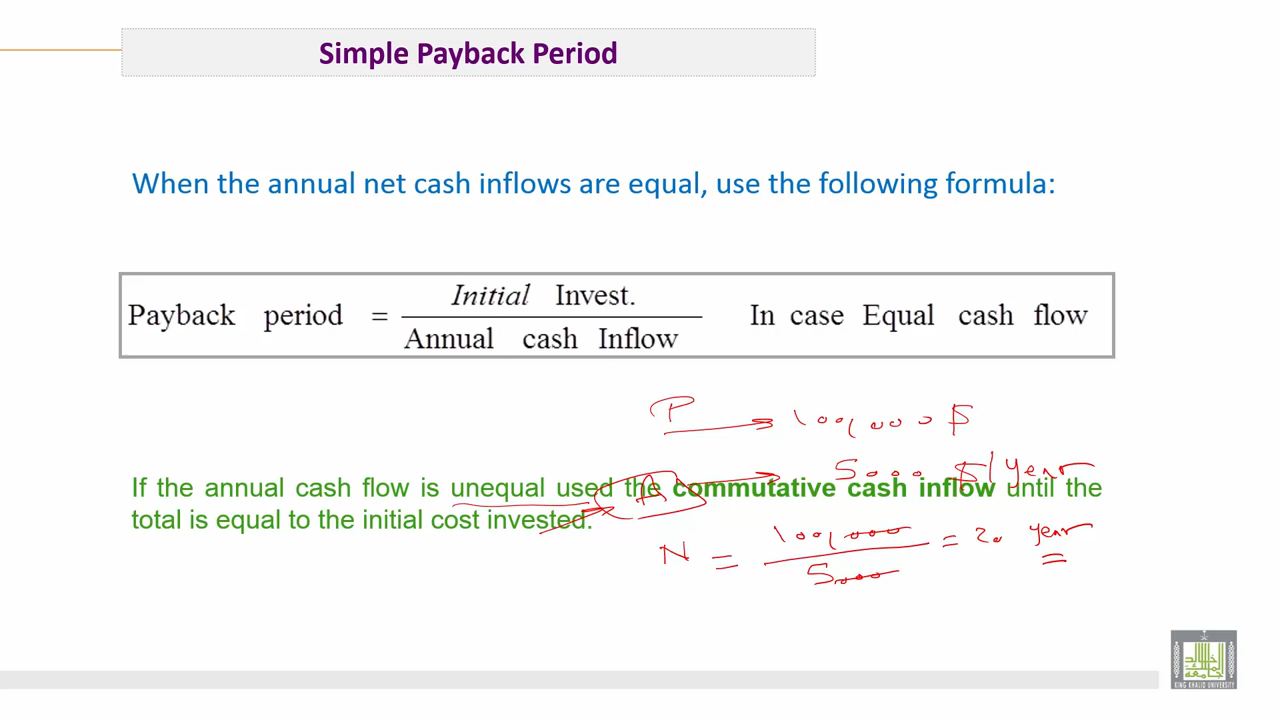 Simple Payback Period
When the annual net cash inflows are equal, use the following formula:
Payback period = Initial Invest. / Annual cash Inflow In case Equal cash flow
P → 100,000 $
A → 5000 $/year
If the annual cash flow is unequal used the commutative cash inflow until the
total is equal to the initial cost invested.
N = 100,000 / 5000 = 20 year
KING KHALID UNIVERSITY